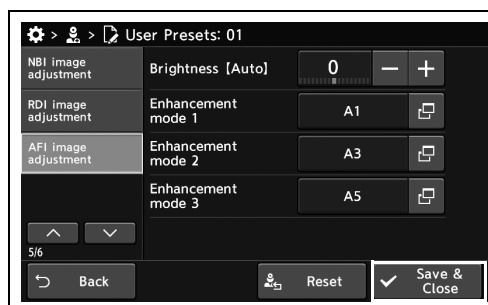 > > User Presets: 01
NBI image
adjustment
RDI image
adjustment
AFI image
adjustment
5/6
Brightness【Auto】
0
Enhancement
mode 1
A1
Enhancement
mode 2
A3
Enhancement
mode 3
A5
Back
Reset
Save &
Close